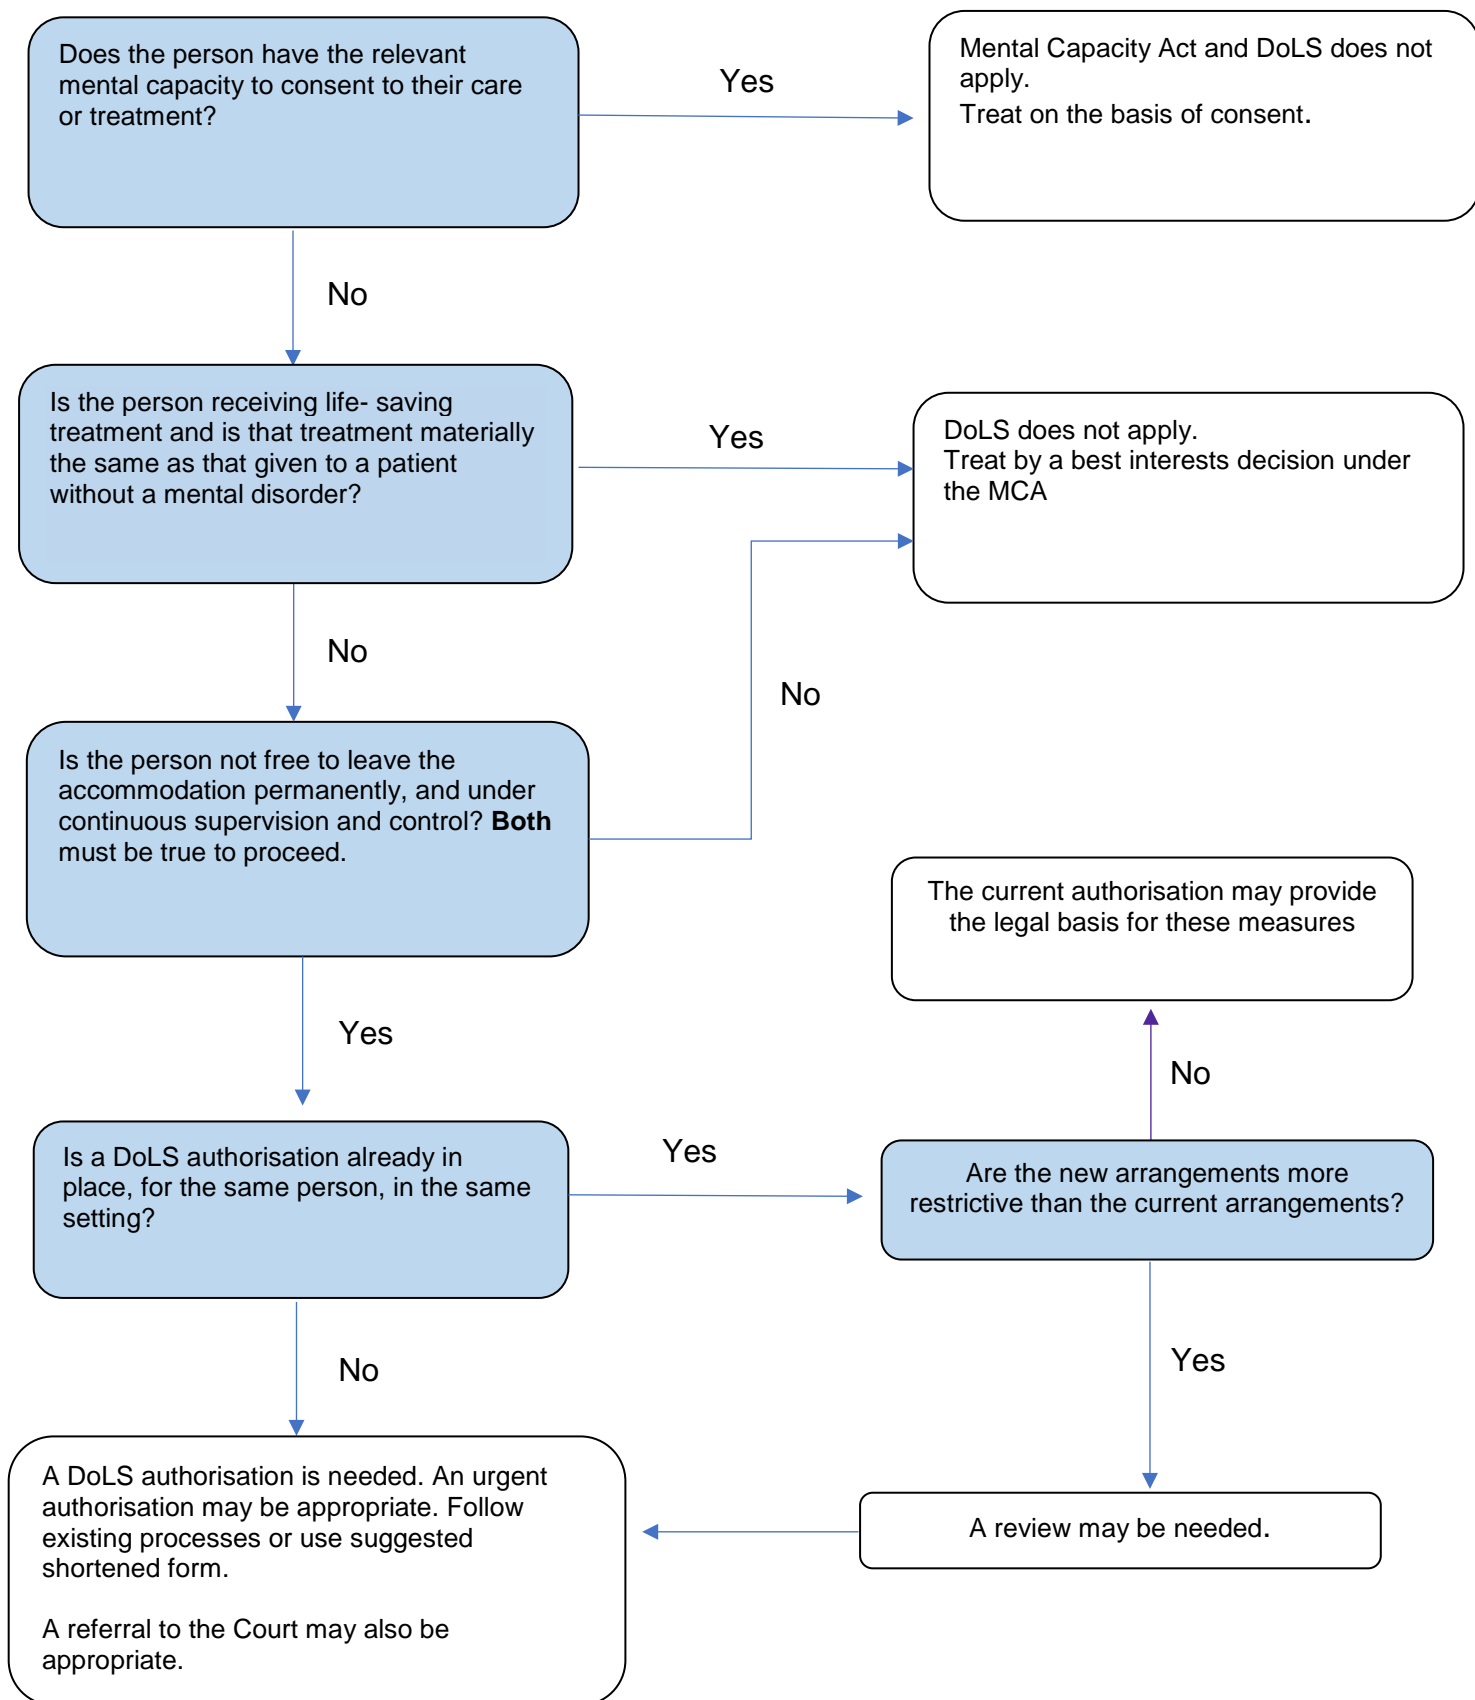 Does the person have the relevant
mental capacity to consent to their care
or treatment?
Yes
Mental Capacity Act and DoLS does not
apply.
Treat on the basis of consent.
No
Is the person receiving life- saving
treatment and is that treatment materially
the same as that given to a patient
without a mental disorder?
Yes
DoLS does not apply.
Treat by a best interests decision under
the MCA
No
No
Is the person not free to leave the
accommodation permanently, and under
continuous supervision and control? Both
must be true to proceed.
The current authorisation may provide
the legal basis for these measures
Yes
No
Is a DoLS authorisation already in
place, for the same person, in the same
setting?
Yes
Are the new arrangements more
restrictive than the current arrangements?
No
Yes
A DoLS authorisation is needed. An urgent
authorisation may be appropriate. Follow
existing processes or use suggested
shortened form.
A referral to the Court may also be
appropriate.
A review may be needed.